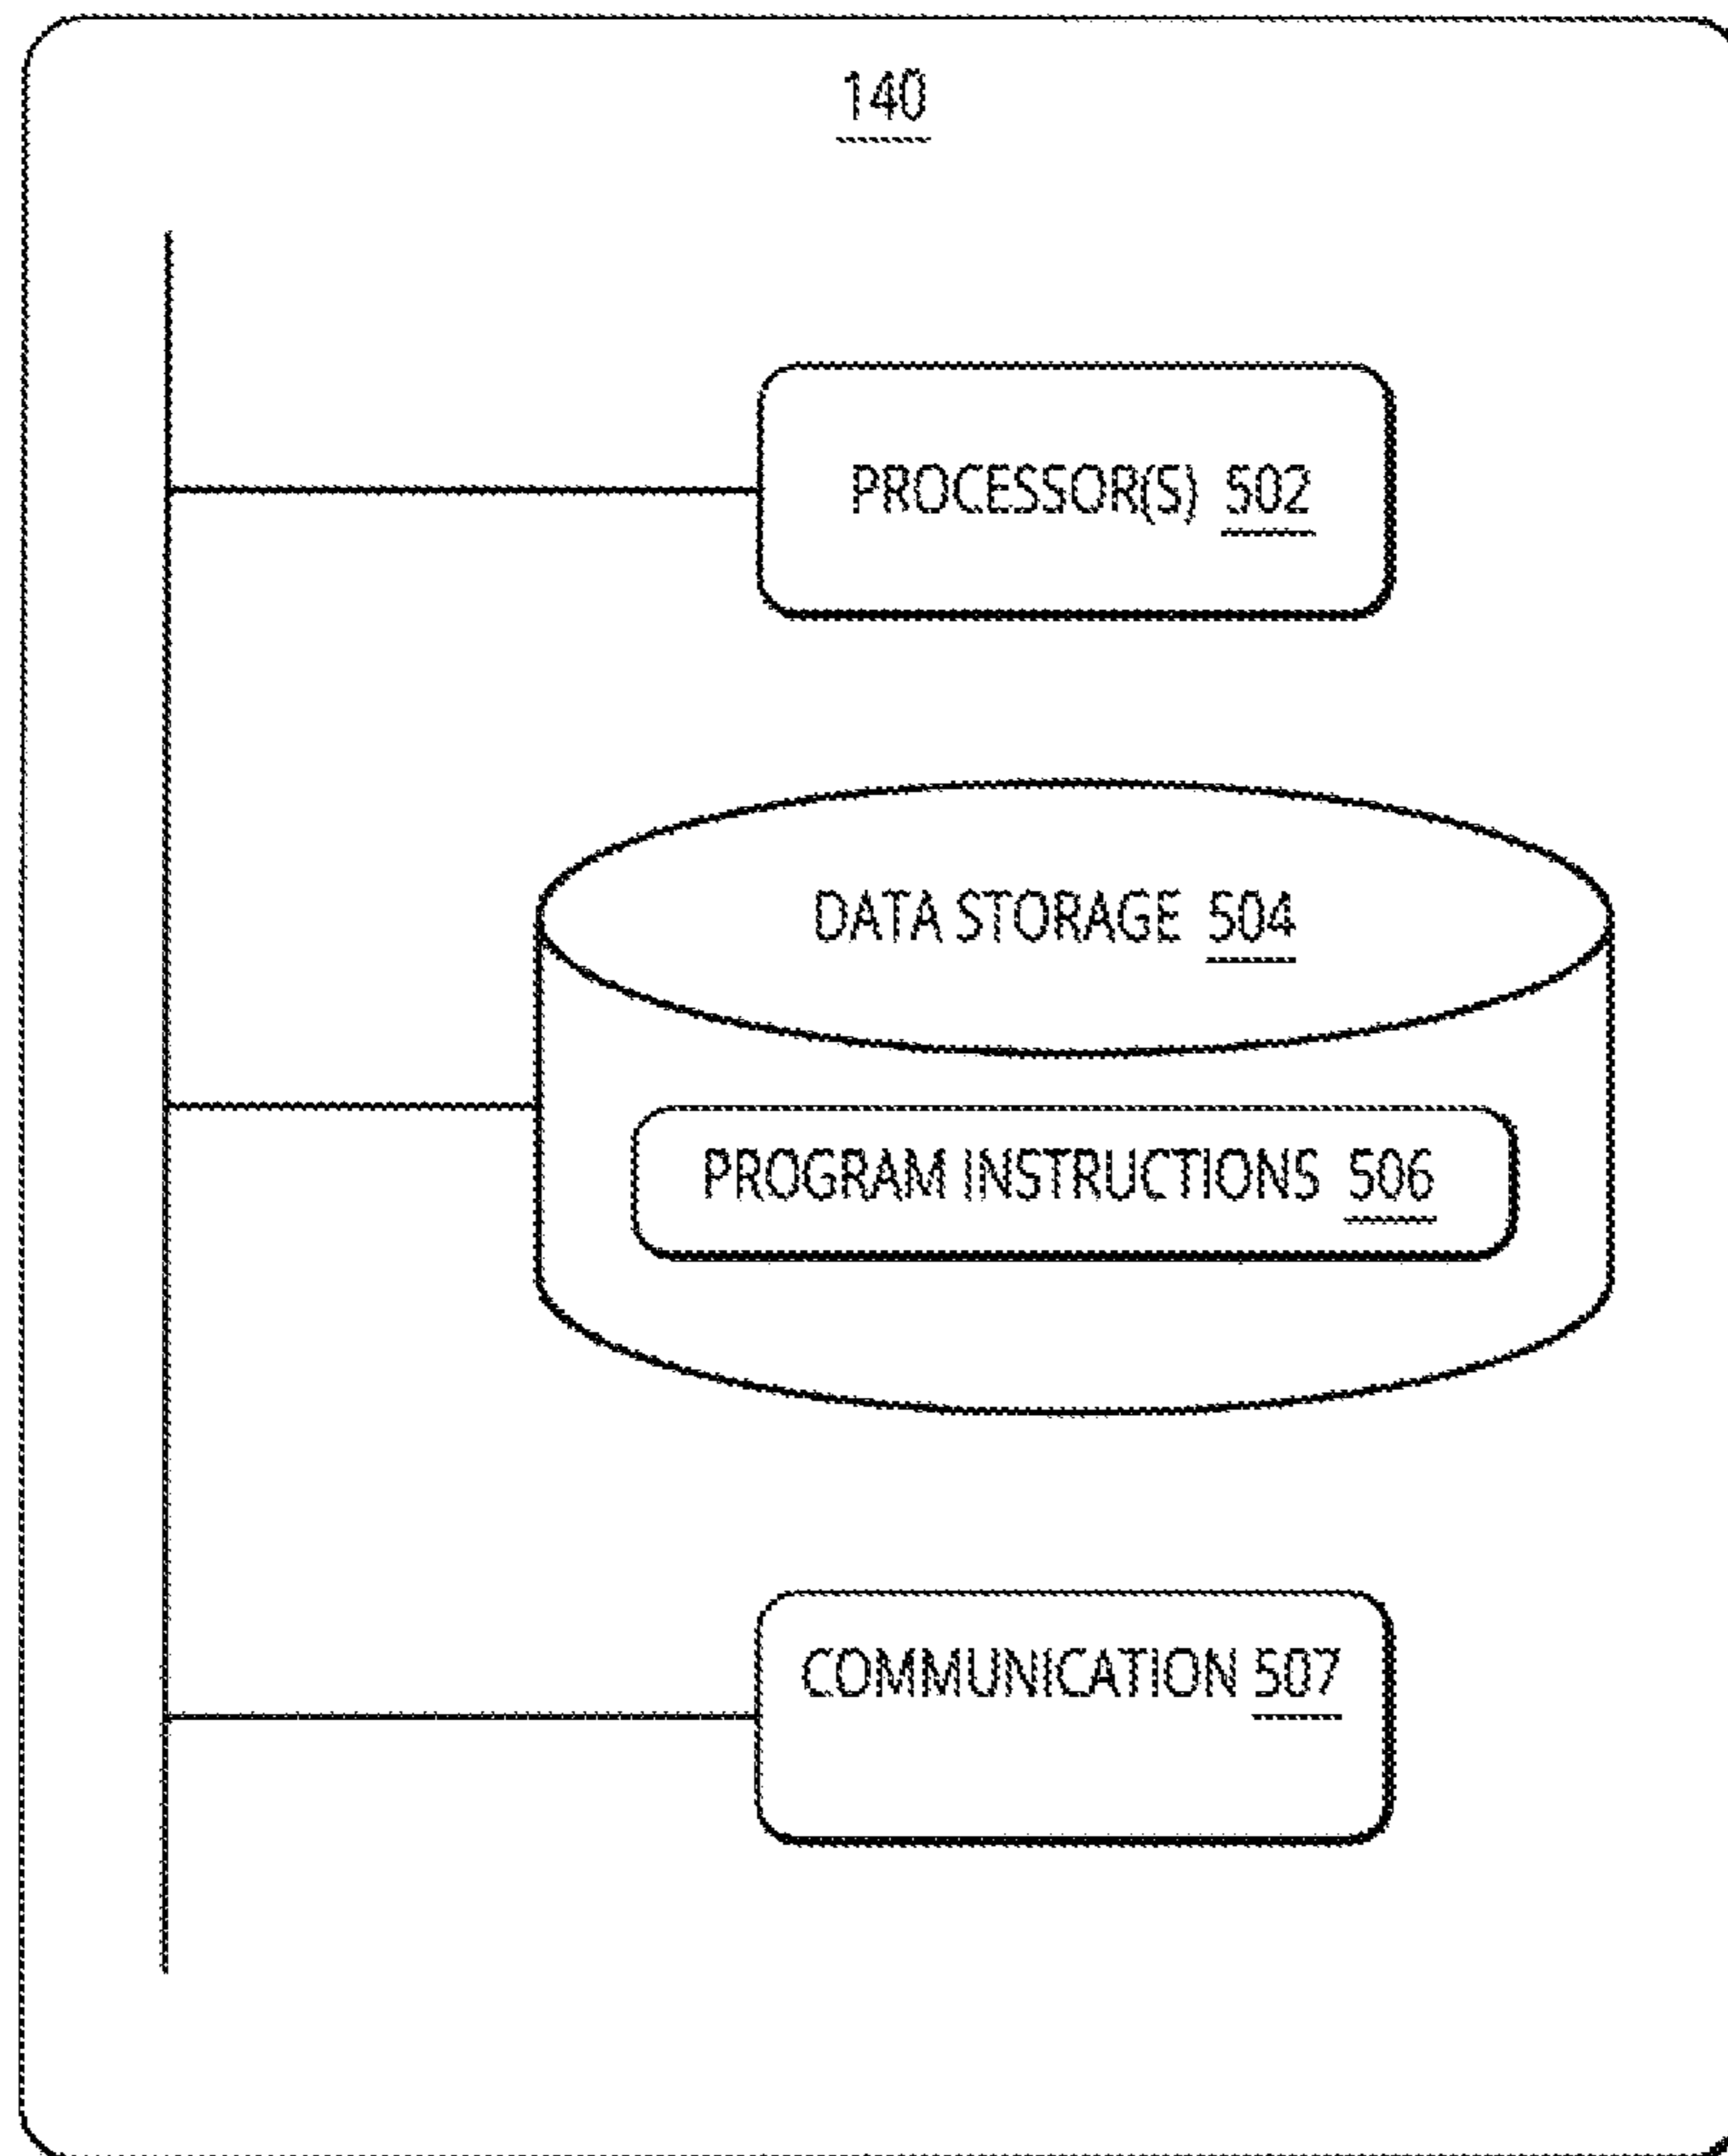 140
PROCESSOR(S) 502
DATA STORAGE 504
PROGRAM INSTRUCTIONS 506
COMMUNICATION 507